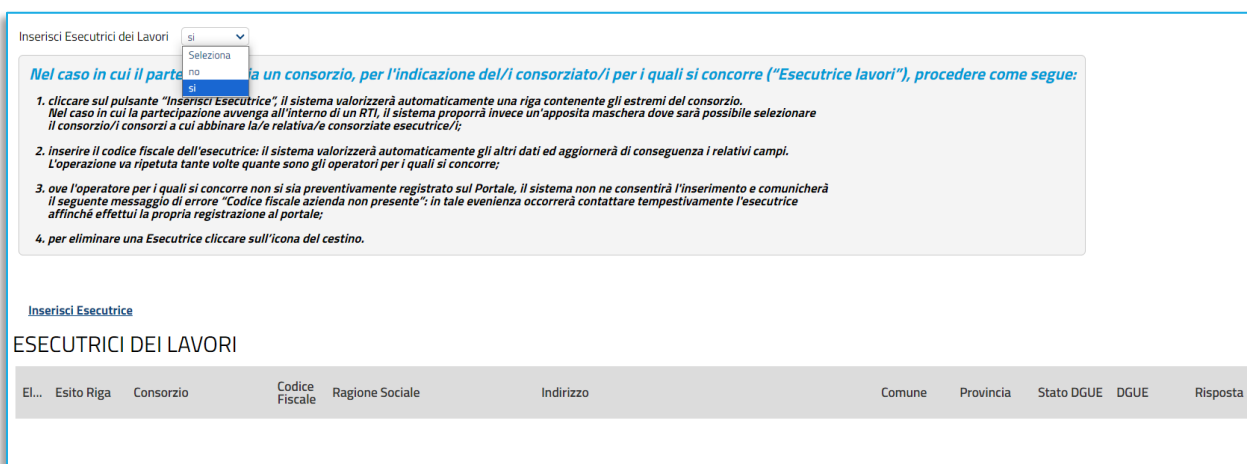 Inserisci Esecutrici dei Lavori si
Seleziona
no
si
Nel caso in cui il parte a un consorzio, per l'indicazione del/i consorziato/i per i quali si concorre (“Esecutrice lavori”), procedere come segue:
1. cliccare sul pulsante “Inserisci Esecutrice”, il sistema valorizzerà automaticamente una riga contenente gli estremi del consorzio.
Nel caso in cui la partecipazione avvenga all'interno di un RTI, il sistema proporrà invece un'apposita maschera dove sarà possibile selezionare
il consorzio/i consorzi a cui abbinare la/e relativa/e consorziate esecutrice/i;
2. inserire il codice fiscale dell'esecutrice: il sistema valorizzerà automaticamente gli altri dati ed aggiornerà di conseguenza i relativi campi.
L'operazione va ripetuta tante volte quante sono gli operatori per i quali si concorre;
3. ove l'operatore per i quali si concorre non si sia preventivamente registrato sul Portale, il sistema non ne consentirà l'inserimento e comunicherà
il seguente messaggio di errore “Codice fiscale azienda non presente”: in tale evenienza occorrerà contattare tempestivamente l'esecutrice
affinché effettui la propria registrazione al portale;
4. per eliminare una Esecutrice cliccare sull’icona del cestino.
Inserisci Esecutrice
ESECUTRICI DEI LAVORI
El... Esito Riga Consorzio Codice Fiscale Ragione Sociale Indirizzo Comune Provincia Stato DGUE DGUE Risposta